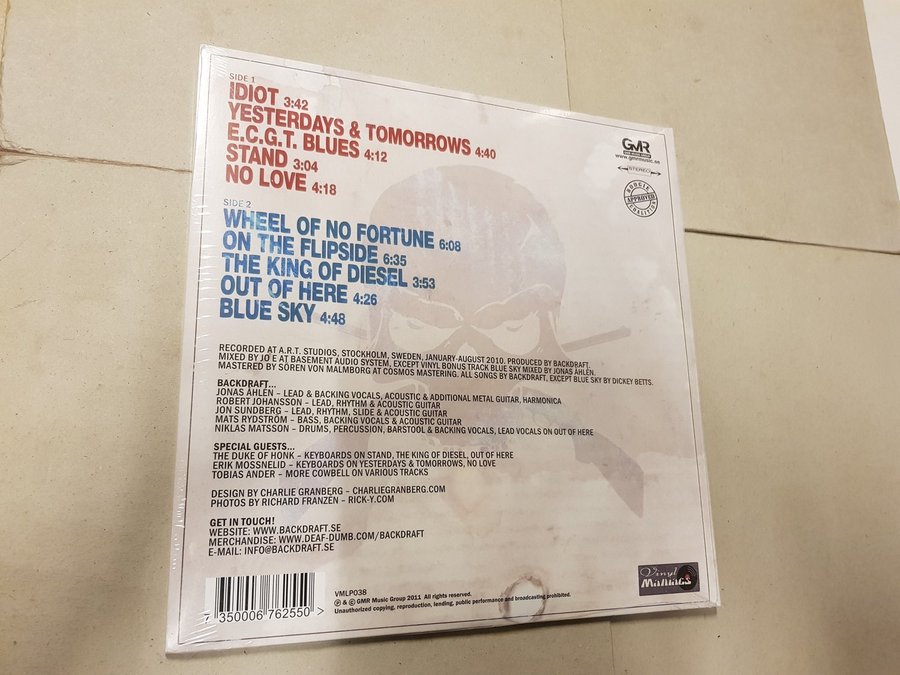 SIDE 1
IDIOT 3:42
YESTERDAYS & TOMORROWS 4:40
E.C.G.T. BLUES 4:12
STAND 3:04
NO LOVE 4:18
SIDE 2
WHEEL OF NO FORTUNE 6:08
ON THE FLIPSIDE 6:35
THE KING OF DIESEL 3:53
OUT OF HERE 4:26
BLUE SKY 4:48
GMR
www.gmrmusic.se
STEREO
BOOGIE
APPROVED
COALITION
RECORDED AT A.R.T. STUDIOS, STOCKHOLM, SWEDEN, JANUARY-AUGUST 2010. PRODUCED BY BACKDRAFT,
MIXED BY JO E AT BASEMENT AUDIO SYSTEM, EXCEPT VINYL BONUS TRACK BLUE SKY MIXED BY JONAS ÅHLÉN.
MASTERED BY SÖREN VON MALMBORG AT COSMOS MASTERING. ALL SONGS BY BACKDRAFT, EXCEPT BLUE SKY BY DICKEY BETTS.
BACKDRAFT...
JONAS ÅHLÉN – LEAD & BACKING VOCALS, ACOUSTIC & ADDITIONAL METAL GUITAR, HARMONICA
ROBERT JOHANSSON – LEAD, RHYTHM & ACOUSTIC GUITAR
JON SUNDBERG – LEAD, RHYTHM, SLIDE & ACOUSTIC GUITAR
MATS RYDSTRÖM – BASS, BACKING VOCALS & ACOUSTIC GUITAR
NIKLAS MATSSON – DRUMS, PERCUSSION, BARSTOOL & BACKING VOCALS, LEAD VOCALS ON OUT OF HERE
SPECIAL GUESTS...
THE DUKE OF HONK – KEYBOARDS ON STAND, THE KING OF DIESEL, OUT OF HERE
ERIK MOSSNELID – KEYBOARDS ON YESTERDAYS & TOMORROWS, NO LOVE
TOBIAS ANDER – MORE COWBELL ON VARIOUS TRACKS
DESIGN BY CHARLIE GRANBERG – CHARLIEGRANBERG.COM
PHOTOS BY RICHARD FRANZÉN – RICK-Y.COM
GET IN TOUCH!
WEBSITE: WWW.BACKDRAFT.SE
MERCHANDISE: WWW.DEAF-DUMB.COM/BACKDRAFT
E-MAIL: INFO@BACKDRAFT.SE
7 350006 762550 >
VMLP038
℗ & © GMR Music Group 2011 All rights reserved.
Unauthorized copying, reproduction, lending, public performance and broadcasting prohibited.
Vinyl
MANIACS